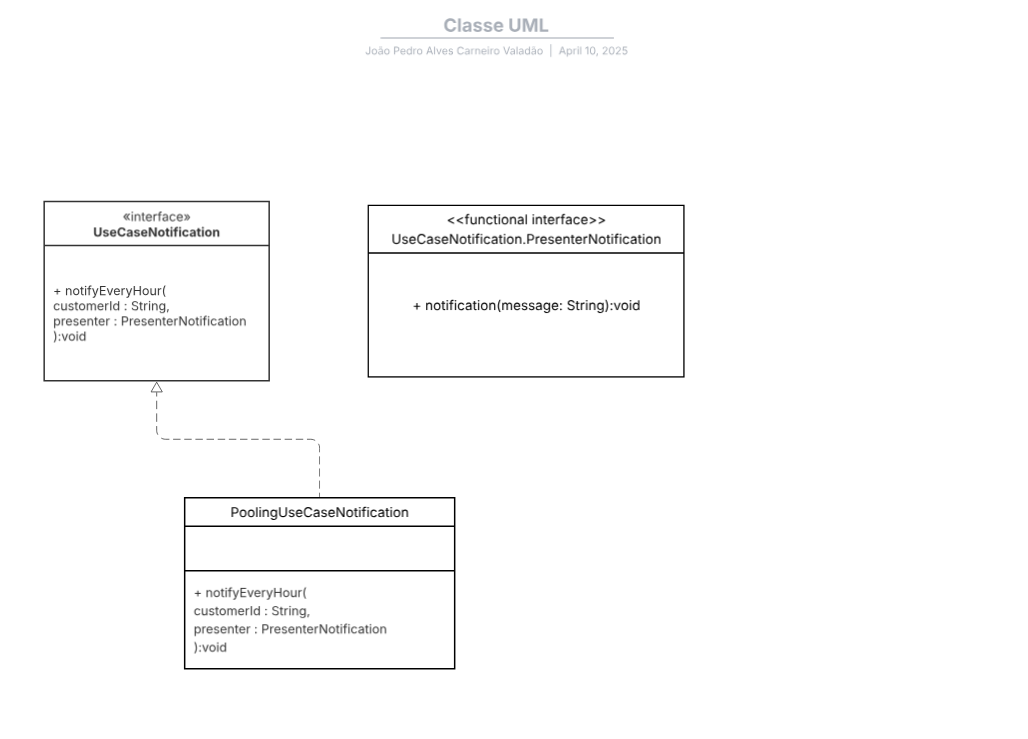 Classe UML
João Pedro Alves Carneiro Valadão | April 10, 2025
«interface»
UseCaseNotification
+ notifyEveryHour(
customerId : String,
presenter : PresenterNotification
):void
<<functional interface>>
UseCaseNotification.PresenterNotification
+ notification(message: String):void
PoolingUseCaseNotification
+ notifyEveryHour(
customerId : String,
presenter : PresenterNotification
):void